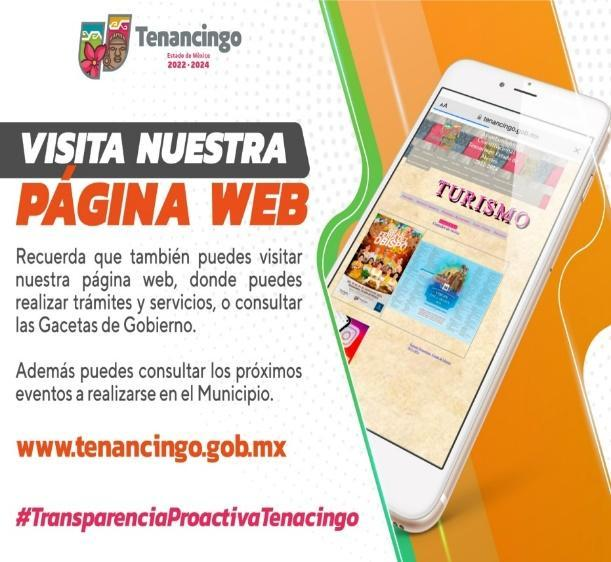 Tenancingo
Estado de México
2022 - 2024
VISITA NUESTRA
PÁGINA WEB
Recuerda que también puedes visitar
nuestra página web, donde puedes
realizar trámites y servicios, o consultar
las Gacetas de Gobierno.
Además puedes consultar los próximos
eventos a realizarse en el Municipio.
www.tenancingo.gob.mx
#TransparenciaProactivaTenacingo
AA
tenancingo.gob.mx
TURISMO
OBISPO